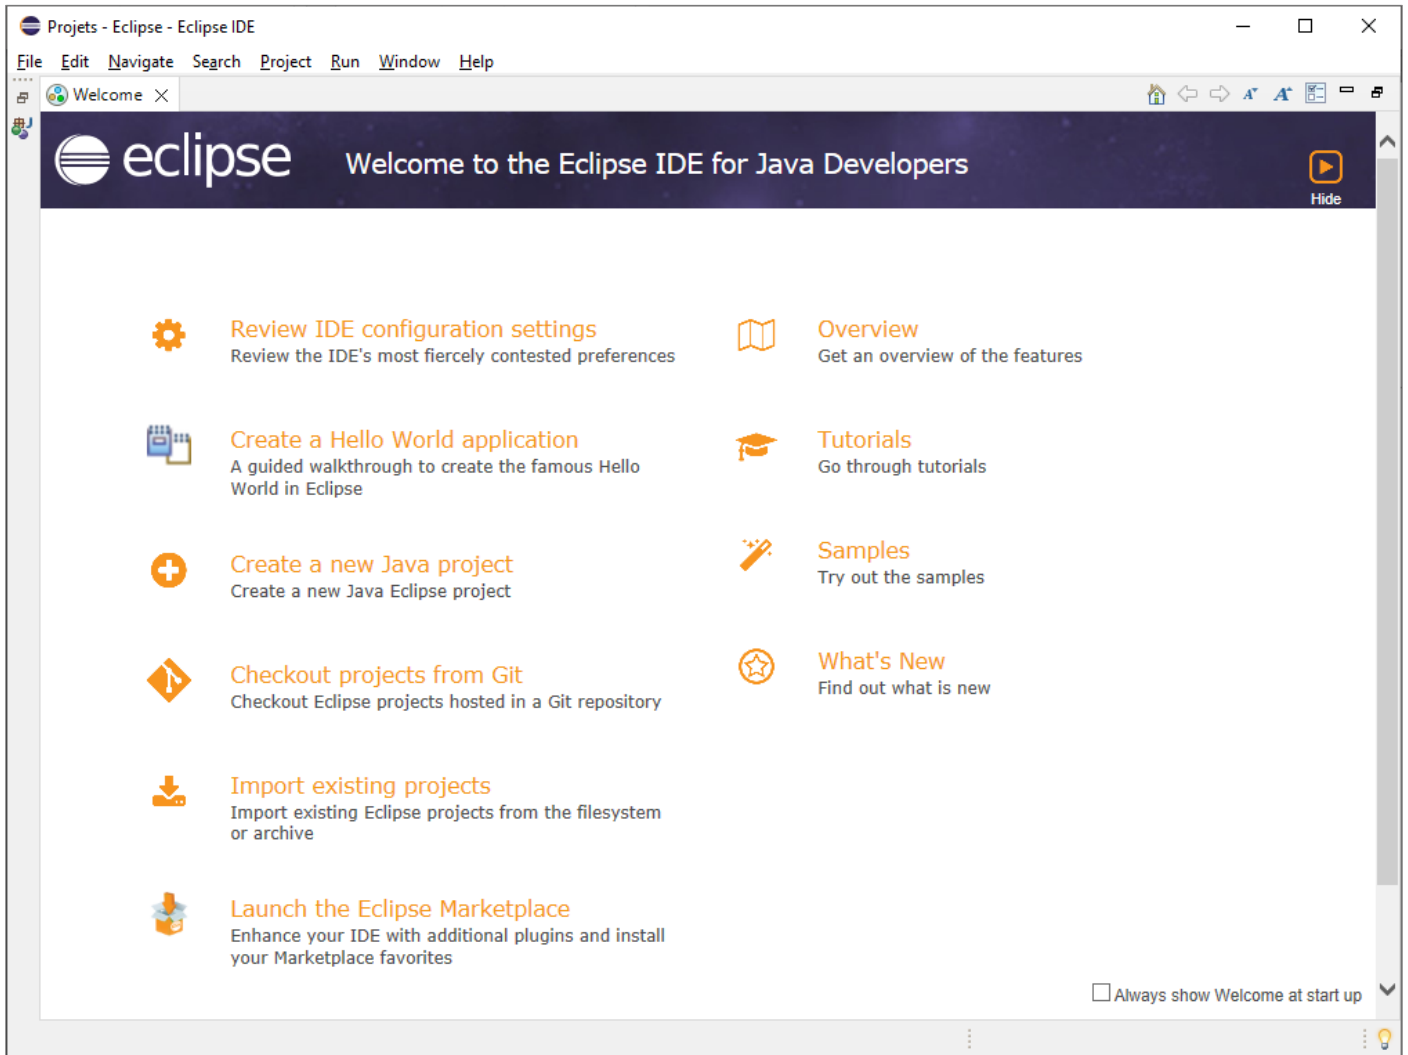 Projets - Eclipse - Eclipse IDE
File Edit Navigate Search Project Run Window Help
Welcome
eclipse Welcome to the Eclipse IDE for Java Developers
Hide
Review IDE configuration settings
Review the IDE's most fiercely contested preferences
Create a Hello World application
A guided walkthrough to create the famous Hello
World in Eclipse
Create a new Java project
Create a new Java Eclipse project
Checkout projects from Git
Checkout Eclipse projects hosted in a Git repository
Import existing projects
Import existing Eclipse projects from the filesystem
or archive
Launch the Eclipse Marketplace
Enhance your IDE with additional plugins and install
your Marketplace favorites
Overview
Get an overview of the features
Tutorials
Go through tutorials
Samples
Try out the samples
What's New
Find out what is new
Always show Welcome at start up